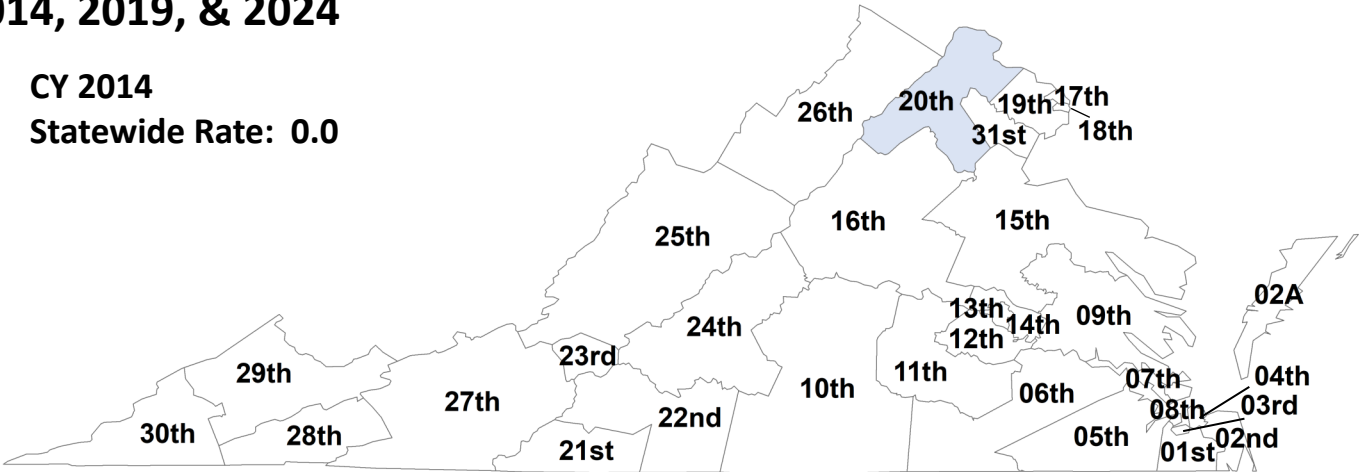 014, 2019, & 2024
CY 2014
Statewide Rate: 0.0
26th
20th
19th
17th
18th
31st
25th
16th
15th
02A
24th
13th
14th
09th
12th
23rd
29th
27th
10th
11th
06th
07th
04th
03rd
08th
30th
28th
22nd
21st
05th
01st
02nd